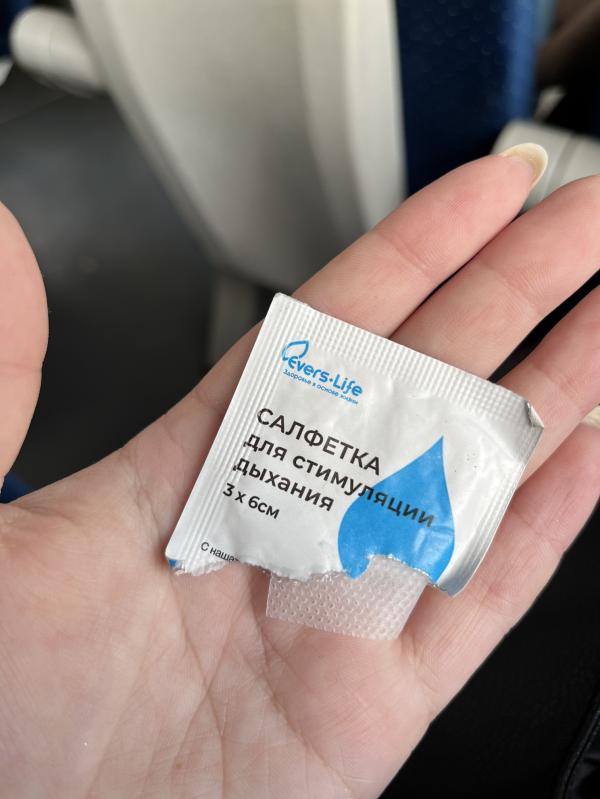 Evers-Life
Здоровье в основе жизни
САЛФЕТКА
для стимуляции
дыхания
3 х 6см
С